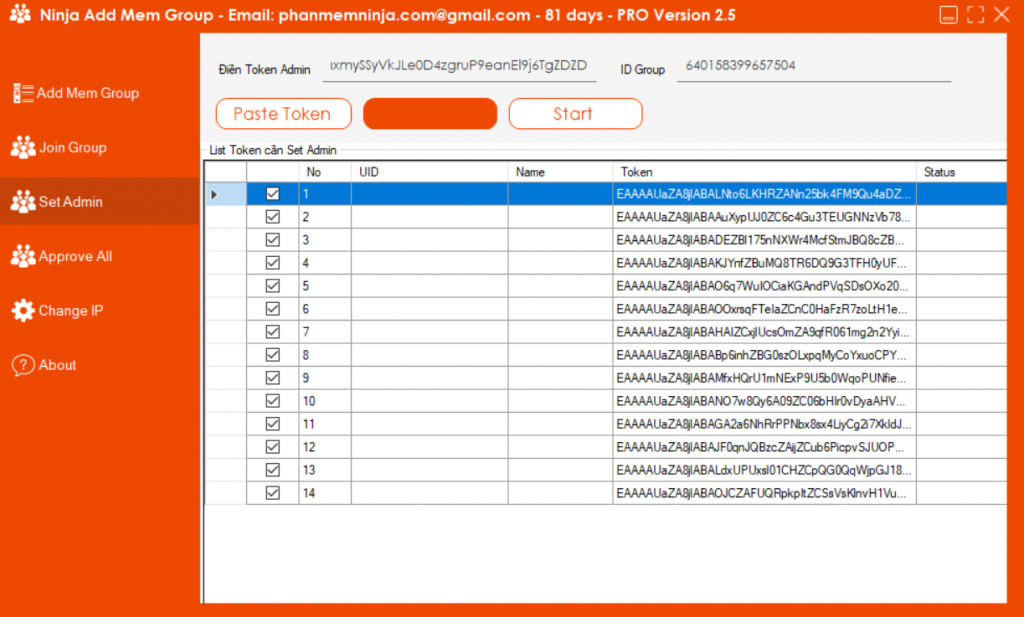 Ninja Add Mem Group - Email: phanmemninja.com@gmail.com - 81 days - PRO Version 2.5
Add Mem Group
Join Group
Set Admin
Approve All
Change IP
? About
Điền Token Admin ixmySSyVkJLe0D4zgruP9eanEl9j6TgZDZD ID Group 640158399657504
Paste Token Start
List Token cần Set Admin
No UID Name Token Status
1 EAAAAUaZA8jIABALNto6LKHRZANn25bk4FM9Qu4aDZ...
2 EAAAAUaZA8jIABAAuXypUJ0ZC6c4Gu3TEUGNNzVb78...
3 EAAAAUaZA8jIABADEZBI175nNXWr4McfStmJBQ8cZB...
4 EAAAAUaZA8jIABAKJYnfZBuMQ8TR6DQ9G3TFH0yUF...
5 EAAAAUaZA8jIABAO6q7WuIOCiaKGAndPVqSDsOXo20...
6 EAAAAUaZA8jIABAOOxrsqFTelaZCnC0HaFzR7zoLtH1e...
7 EAAAAUaZA8jIABAHAIZCxjIUcsOmZA9qfR061mg2n2Yyi...
8 EAAAAUaZA8jIABABp6inhZBG0szOLxpqMyCoYxuoCPY...
9 EAAAAUaZA8jIABAMfxHQrU1mNExP9U5b0WqoPUNfie...
10 EAAAAUaZA8jIABANO7w8Qy6A09ZC06bHIr0vDyaAHV...
11 EAAAAUaZA8jIABAGA2a6NhRrPPNbx8sx4LiyCg2i7XkIdJ...
12 EAAAAUaZA8jIABAJF0qnJQBzcZAijZCub6PicpvSJUOP...
13 EAAAAUaZA8jIABALdxUPUxsI01CHZCpQG0QqWjpGJ18...
14 EAAAAUaZA8jIABAOJCZAFUQRpkpItZCSsVsKInvH1Vu...